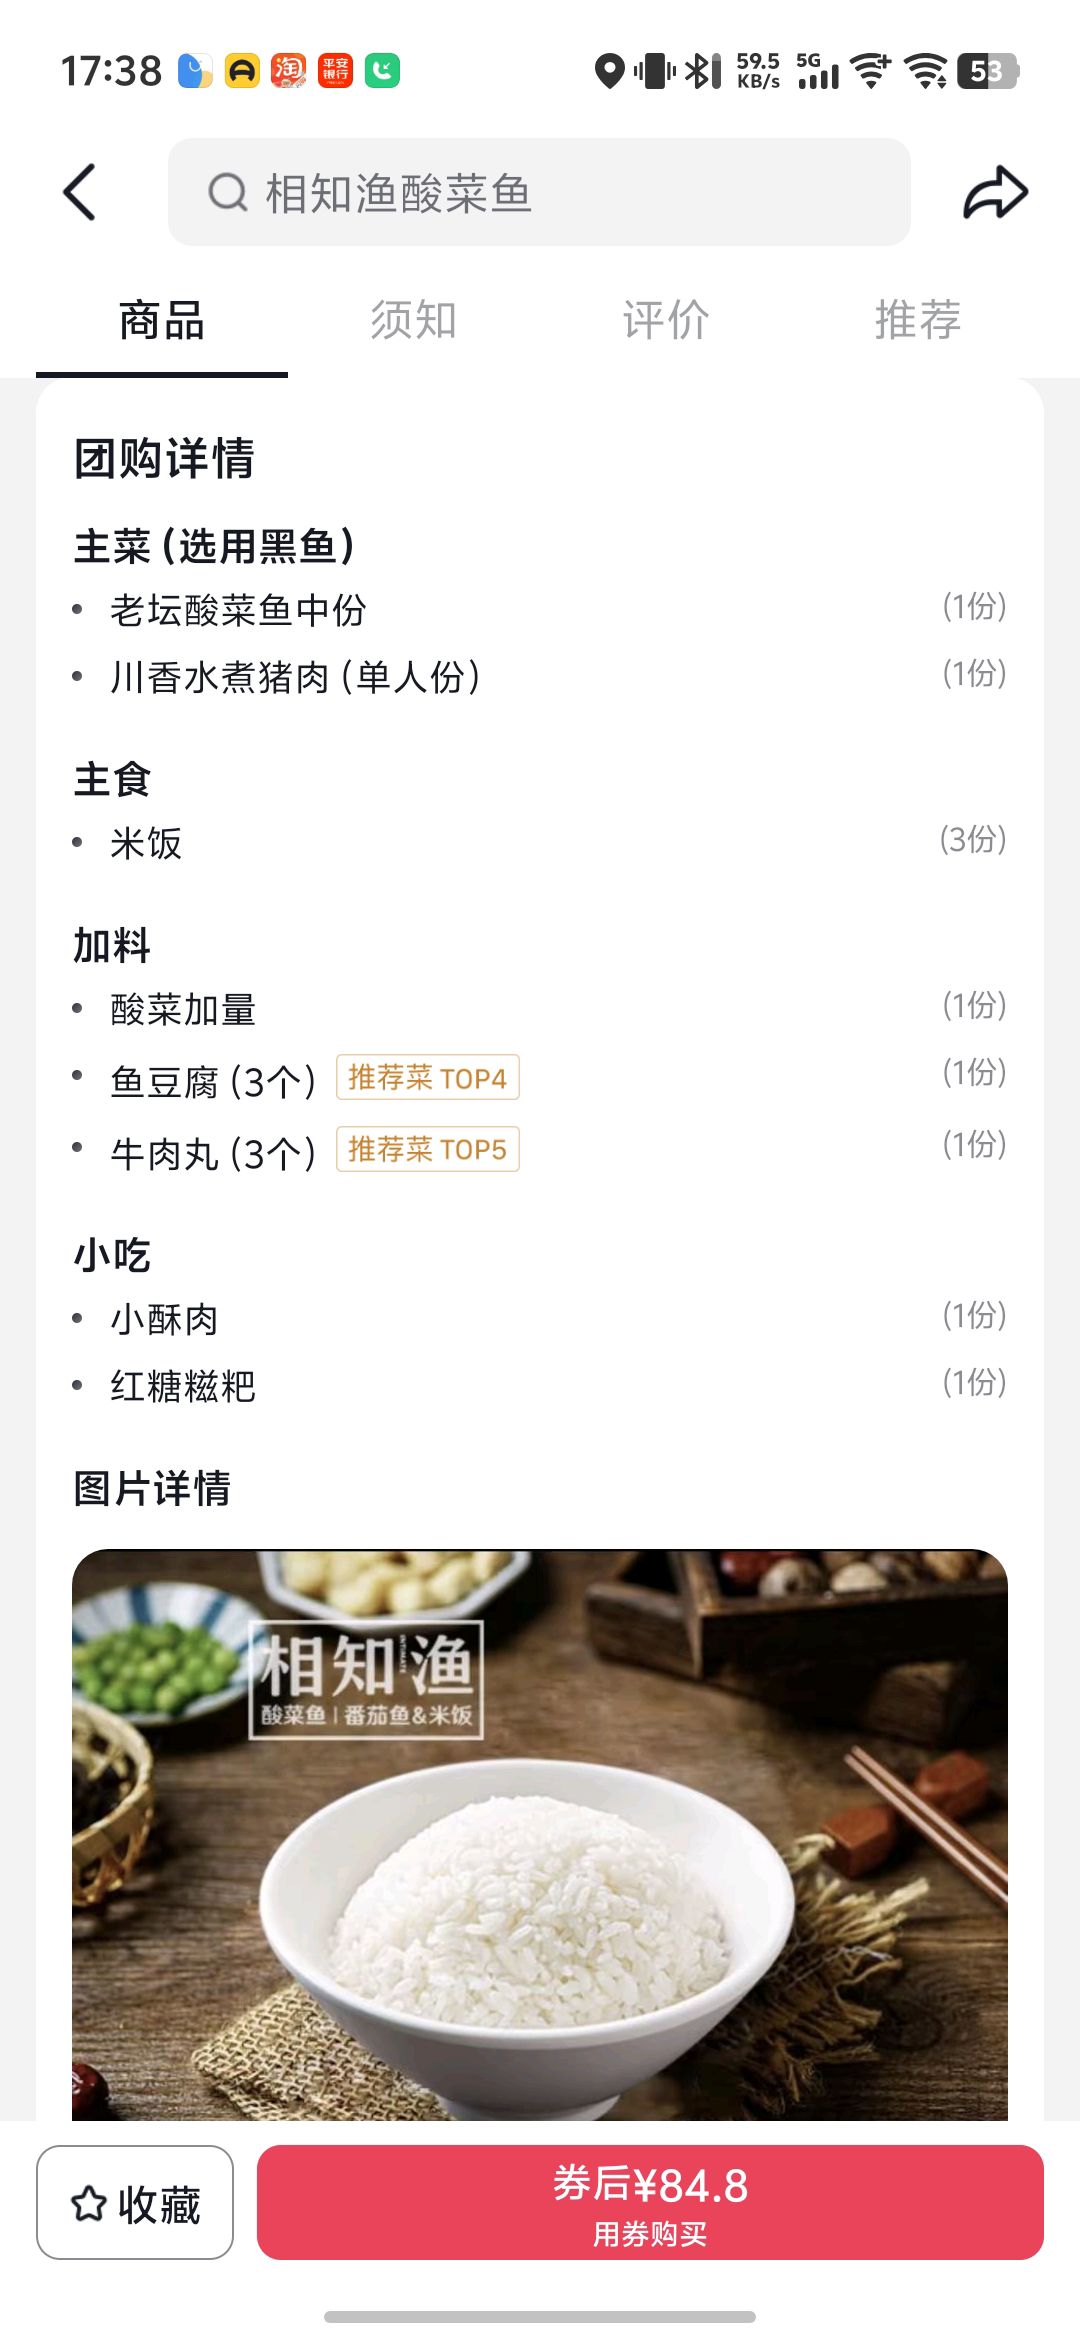 17:38
淘
平安
银行
59.5
KB/s
5G
53
相知渔酸菜鱼
商品
须知
评价
推荐
团购详情
主菜 (选用黑鱼)
老坛酸菜鱼中份 (1份)
川香水煮猪肉 (单人份) (1份)
主食
米饭 (3份)
加料
酸菜加量 (1份)
鱼豆腐 (3个) 推荐菜 TOP4 (1份)
牛肉丸 (3个) 推荐菜 TOP5 (1份)
小吃
小酥肉 (1份)
红糖糍粑 (1份)
图片详情
相知渔
酸菜鱼 | 番茄鱼&米饭
收藏
券后¥84.8
用券购买